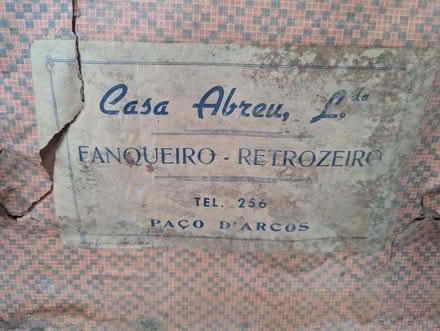 Casa Abreu, L.da
FANQUEIRO - RETROZEIRO
TEL. 256
PAÇO D'ARCOS